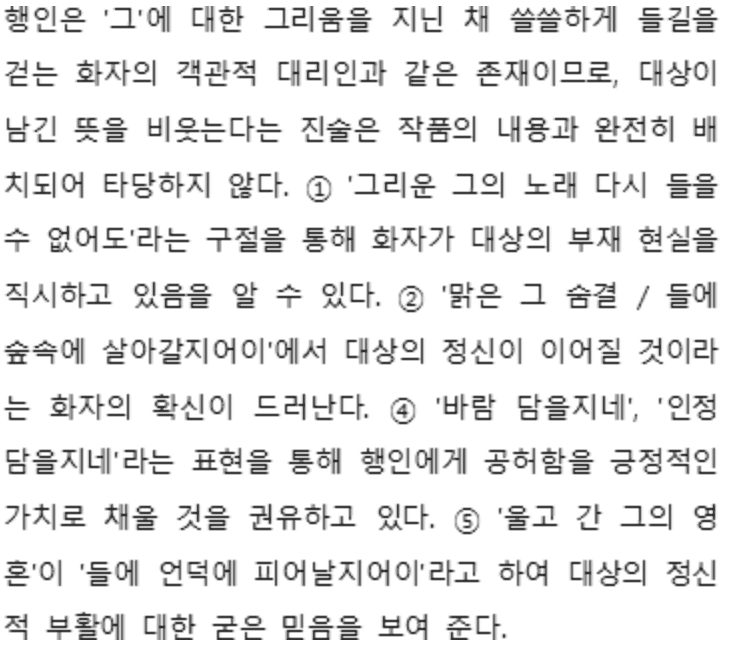 행인은 '그'에 대한 그리움을 지닌 채 쓸쓸하게 들길을
걷는 화자의 객관적 대리인과 같은 존재이므로, 대상이
남긴 뜻을 비웃는다는 진술은 작품의 내용과 완전히 배
치되어 타당하지 않다. ① '그리운 그의 노래 다시 들을
수 없어도'라는 구절을 통해 화자가 대상의 부재 현실을
직시하고 있음을 알 수 있다. ② '맑은 그 숨결 / 들에
숲속에 살아갈지어이'에서 대상의 정신이 이어질 것이라
는 화자의 확신이 드러난다. ④ '바람 담을지네', '인정
담을지네'라는 표현을 통해 행인에게 공허함을 긍정적인
가치로 채울 것을 권유하고 있다. ⑤ '울고 간 그의 영
혼'이 '들에 언덕에 피어날지어이'라고 하여 대상의 정신
적 부활에 대한 굳은 믿음을 보여 준다.